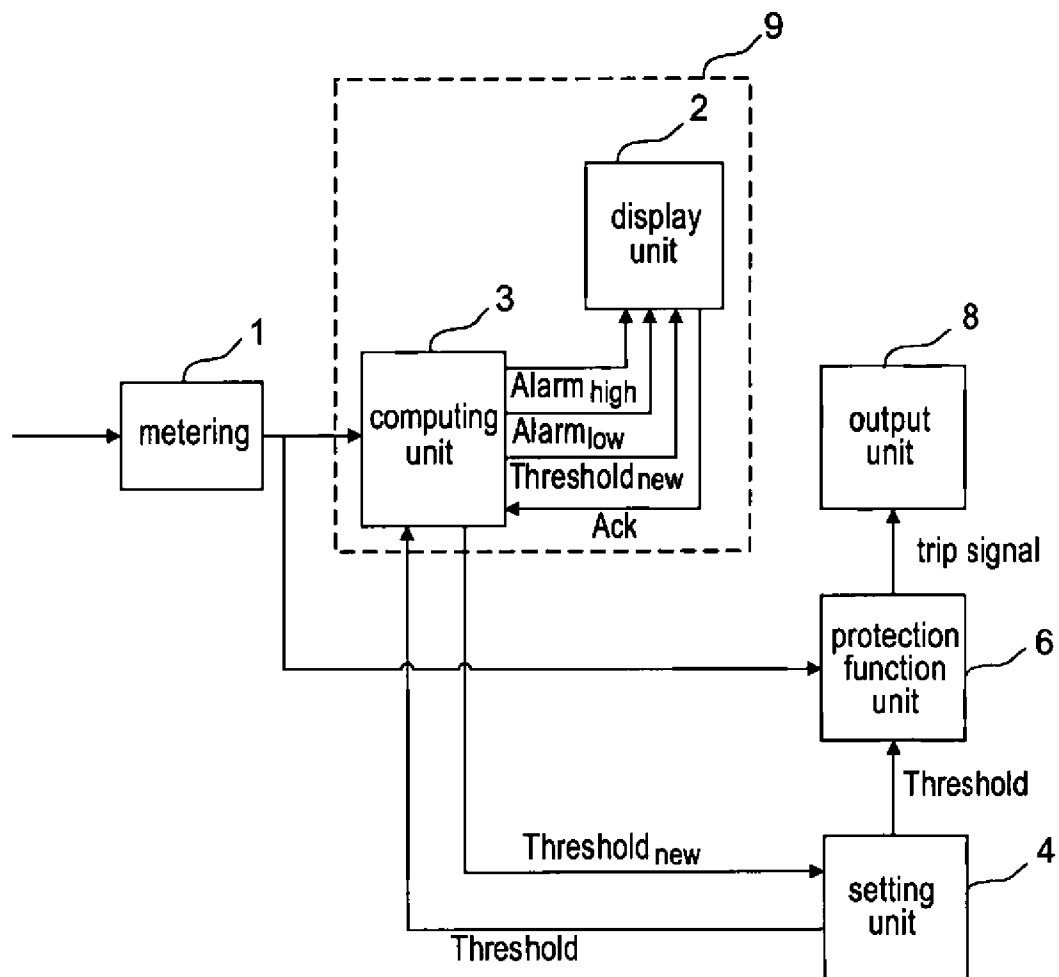 9
2
display
unit
3
8
1
Alarm high
metering
computing
unit
Alarm low
output
unit
Threshold new
Ack
trip signal
protection
function
unit
6
Threshold
Threshold new
4
setting
unit
Threshold